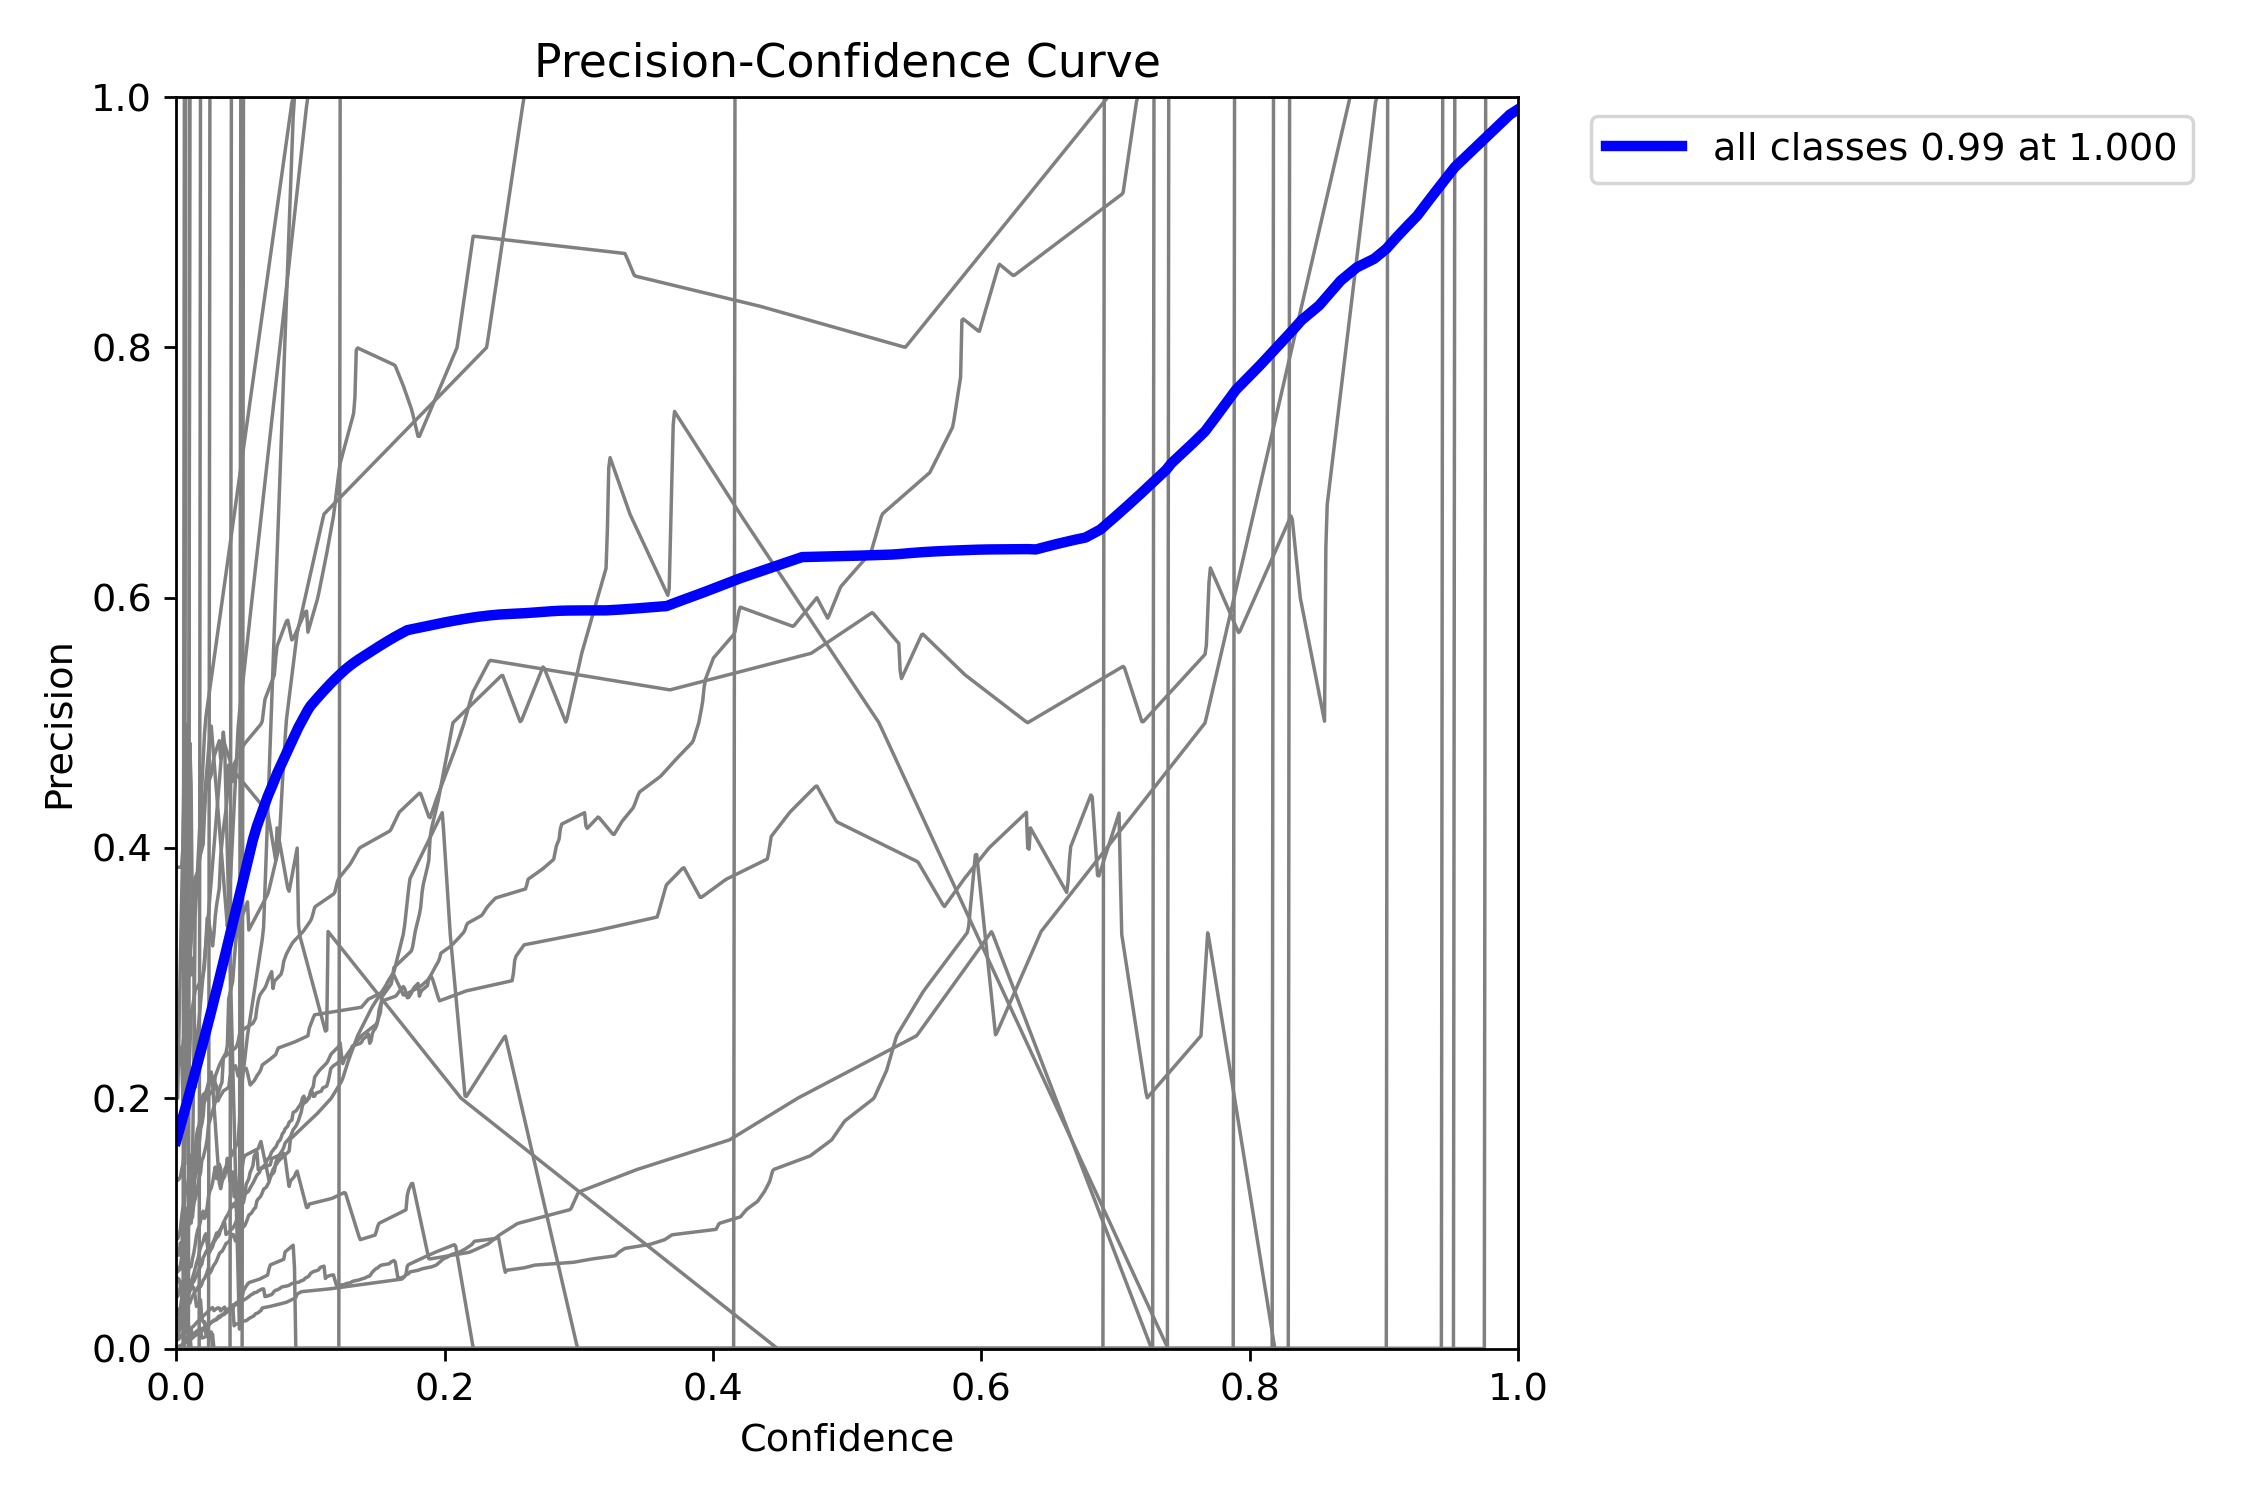 Precision-Confidence Curve
all classes 0.99 at 1.000
Precision
1.0
0.8
0.6
0.4
0.2
0.0
0.0 0.2 0.4 0.6 0.8 1.0
Confidence